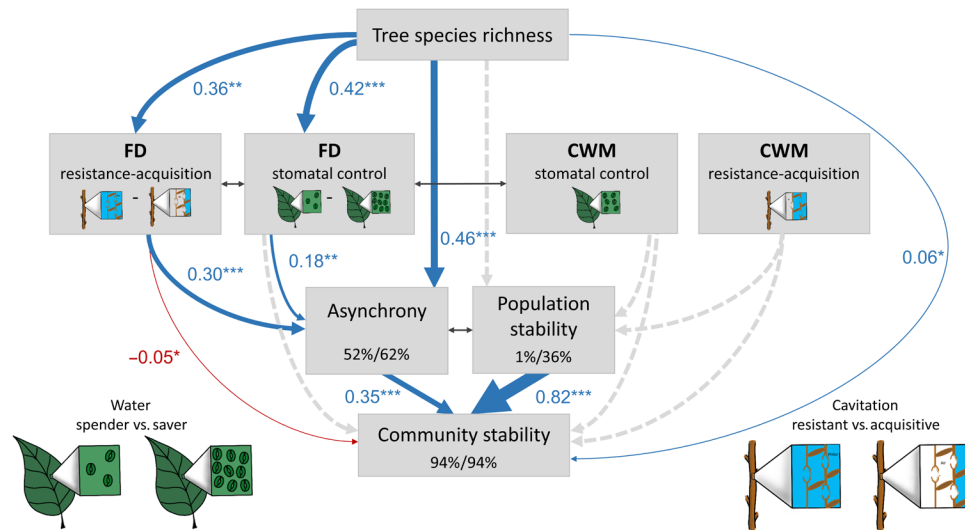 Tree species richness
0.36**
0.42***
FD
resistance-acquisition
-
FD
stomatal control
-
CWM
stomatal control
CWM
resistance-acquisition
0.30***
0.18**
0.46***
0.06*
Asynchrony
52%/62%
Population
stability
1%/36%
−0.05*
0.35***
0.82***
Community stability
94%/94%
Water
spender vs. saver
Cavitation
resistant vs. acquisitive